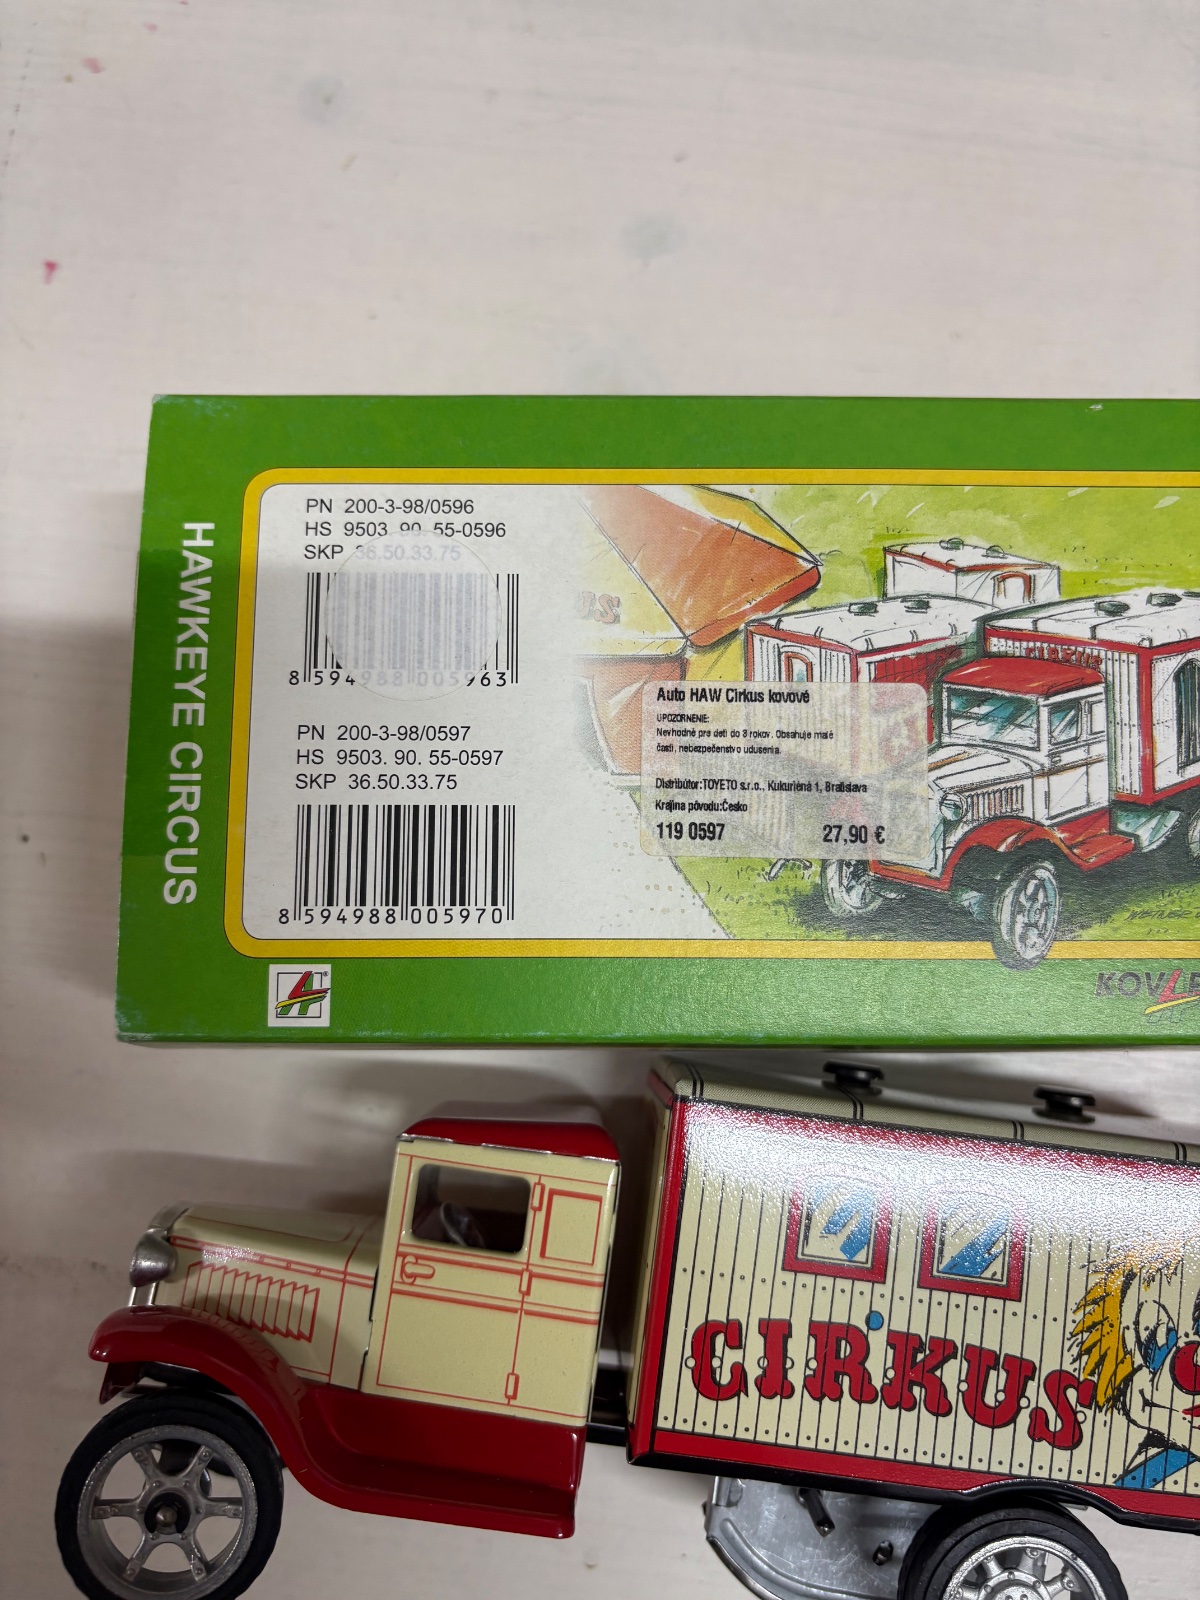 HAWKEYE CIRCUS
PN 200-3-98/0596
HS 9503. 90. 55-0596
SKP 36.50.33.75
8 594988 005963
PN 200-3-98/0597
HS 9503. 90. 55-0597
SKP 36.50.33.75
8 594988 005970
CIRKUS
Auto HAW Cirkus kovové
UPOZORNENIE:
Nevhodné pre deti do 3 rokov. Obsahuje malé
časti, nebezpečenstvo udusenia.
Distribútor:TOYETO s.r.o., Kukuričná 1, Bratislava
Krajina pôvodu:Česko
119 0597 27,90 €
CIRKUS